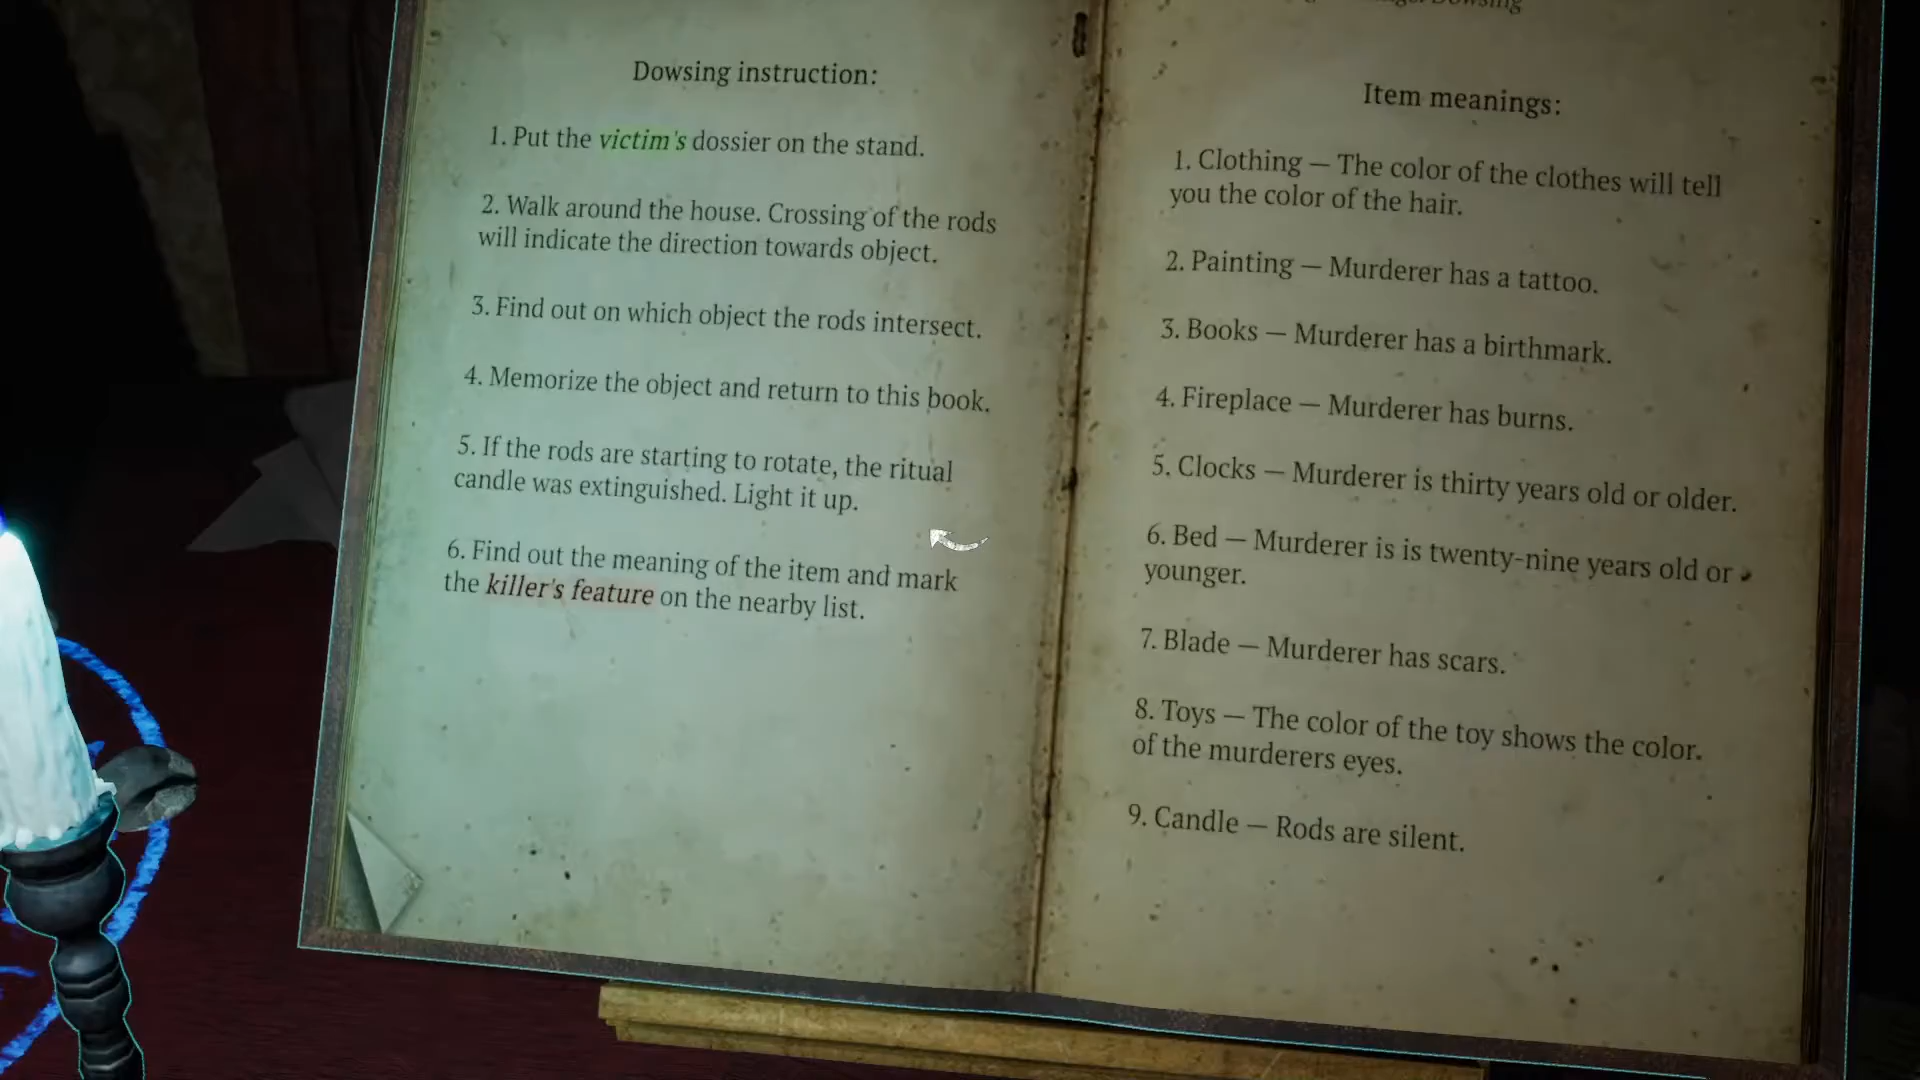 Dowsing
Dowsing instruction:
1. Put the victim's dossier on the stand.
2. Walk around the house. Crossing of the rods
will indicate the direction towards object.
3. Find out on which object the rods intersect.
4. Memorize the object and return to this book.
5. If the rods are starting to rotate, the ritual
candle was extinguished. Light it up.
6. Find out the meaning of the item and mark
the killer's feature on the nearby list.
Item meanings:
1. Clothing — The color of the clothes will tell
you the color of the hair.
2. Painting — Murderer has a tattoo.
3. Books — Murderer has a birthmark.
4. Fireplace — Murderer has burns.
5. Clocks — Murderer is thirty years old or older.
6. Bed — Murderer is is twenty-nine years old or
younger.
7. Blade — Murderer has scars.
8. Toys — The color of the toy shows the color.
of the murderers eyes.
9. Candle — Rods are silent.